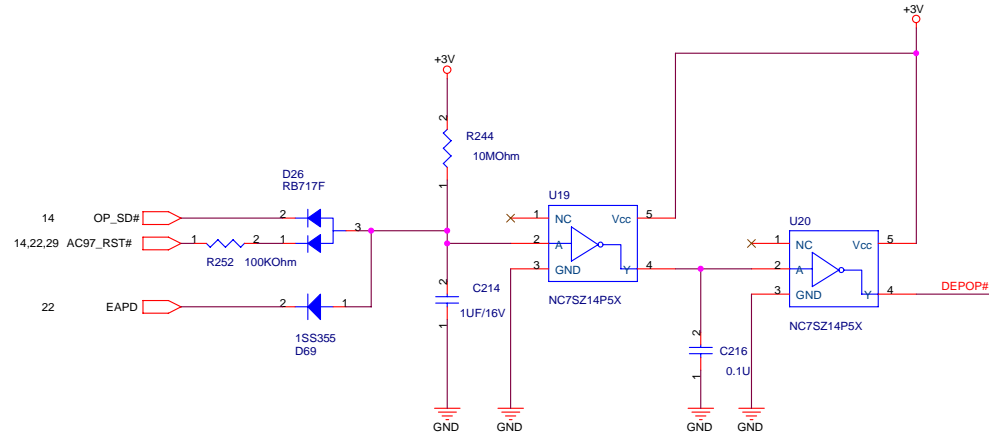 +3V
+3V
2
R244
10MOhm
1
D26
RB717F
U19
14 OP_SD# 2
1 NC Vcc 5
U20
14,22,29 AC97_RST# 1 2 1 3
R252 100KOhm
2 A
1 NC Vcc 5
3 GND Y 4
2 A
3 GND Y 4
DEPOP#
2
C214
1UF/16V
1
NC7SZ14P5X
NC7SZ14P5X
22 EAPD 2 1
1SS355
D69
2
C216
0.1U
1
GND GND GND GND